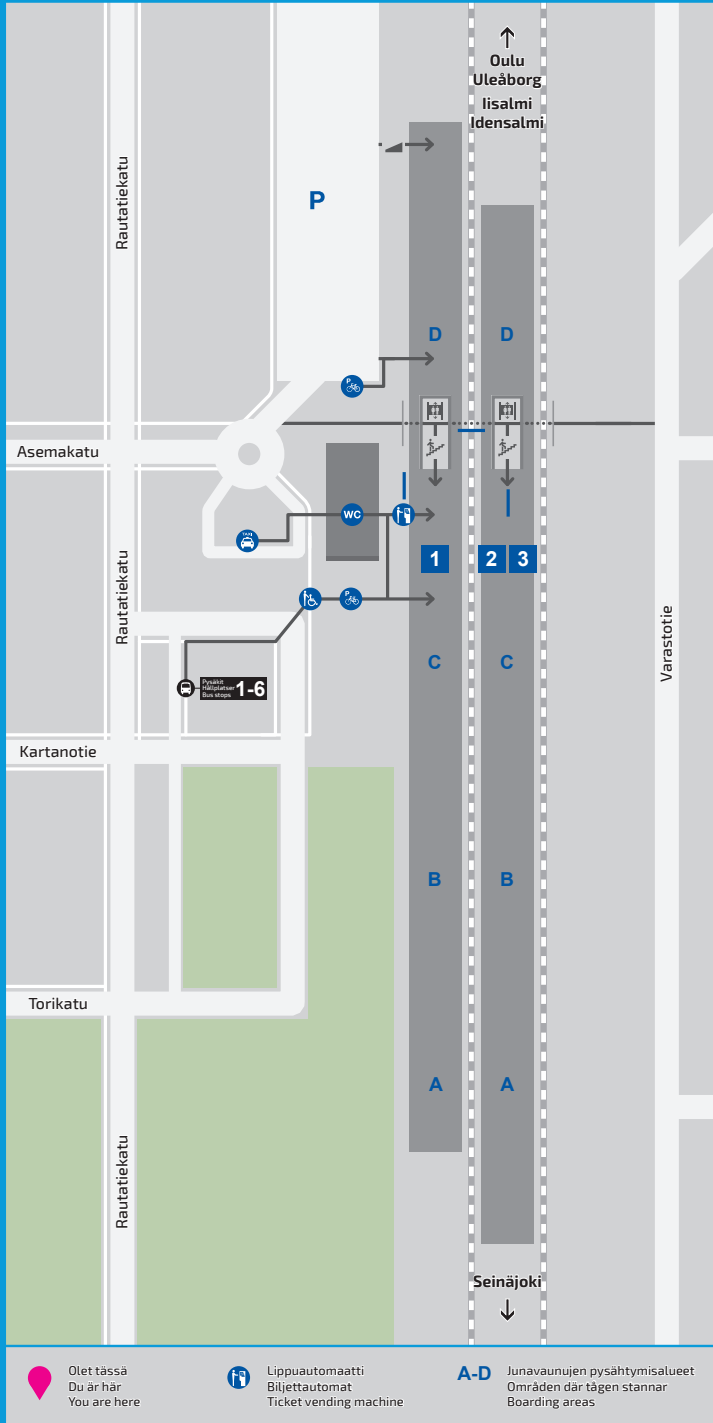 Oulu
Uleåborg
Iisalmi
Idensalmi
Rautatiekatu
P
D
D
P
Asemakatu
TAXI
WC
1
2
3
Rautatiekatu
P
Varastotie
C
C
Pysäkit
Hållplatser
Bus stops
1-6
Kartanotie
B
B
Torikatu
A
A
Rautatiekatu
Seinäjoki
Olet tässä
Du är här
You are here
Lippuautomaatti
Biljettautomat
Ticket vending machine
A-D
Junavaunujen pysähtymisalueet
Områden där tågen stannar
Boarding areas